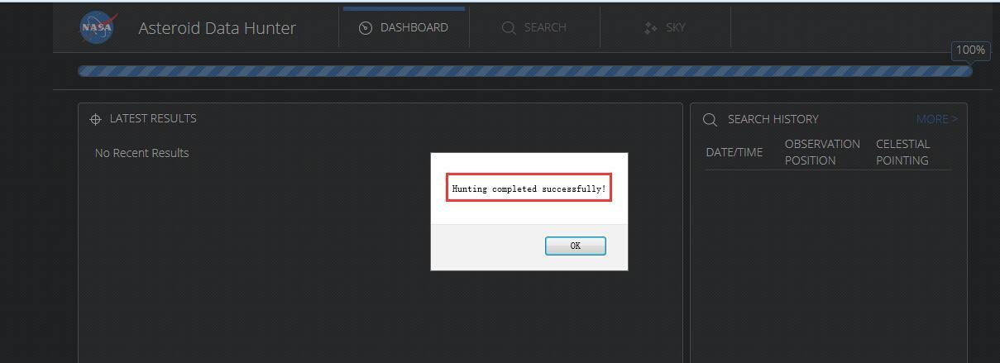 NASA
Asteroid Data Hunter
DASHBOARD
SEARCH
SKY
100%
LATEST RESULTS
No Recent Results
SEARCH HISTORY
MORE >
DATE/TIME
OBSERVATION
POSITION
CELESTIAL
POINTING
Hunting completed successfully!
OK